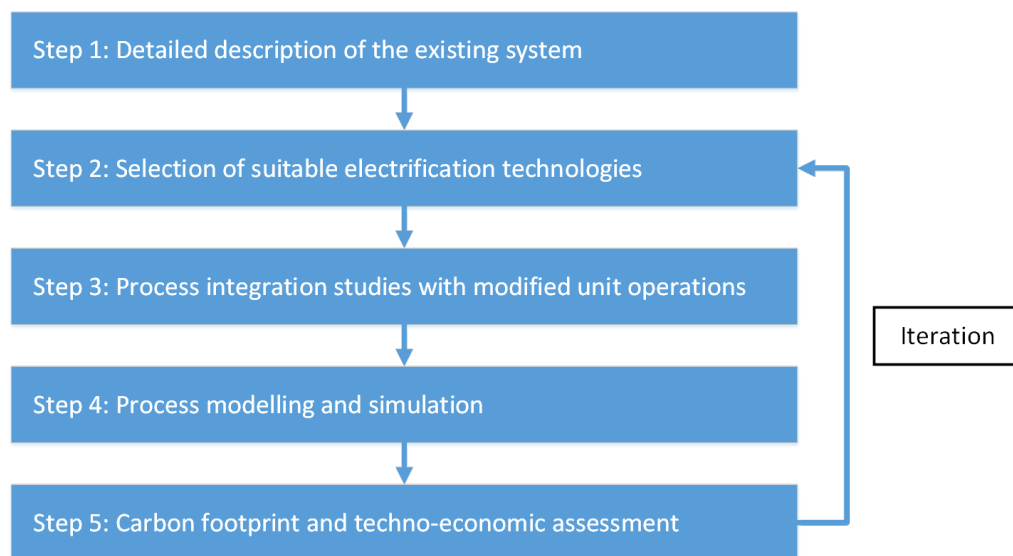 Step 1: Detailed description of the existing system
Step 2: Selection of suitable electrification technologies
Step 3: Process integration studies with modified unit operations
Iteration
Step 4: Process modelling and simulation
Step 5: Carbon footprint and techno-economic assessment